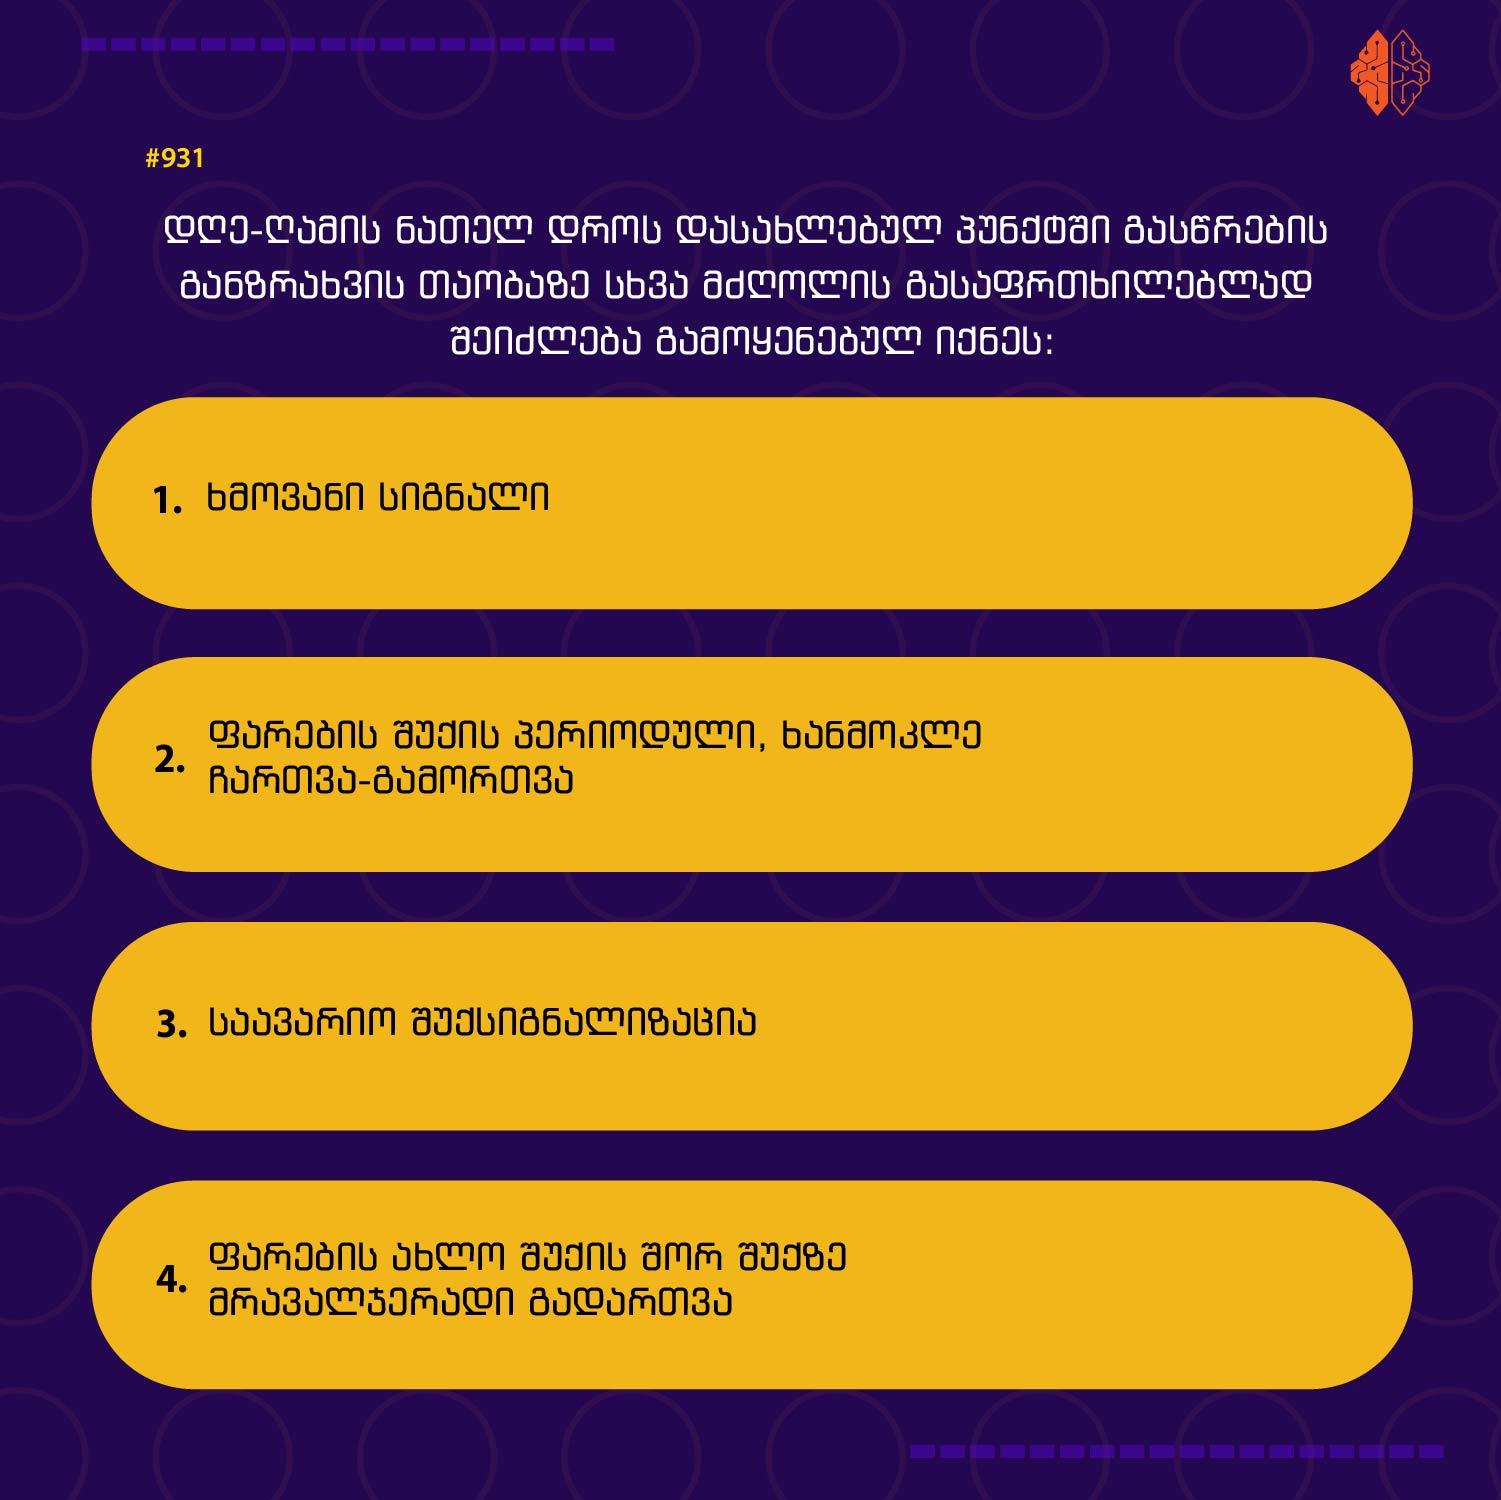 #931
დღე-ღამის ნათელ დროს დასახლებულ პუნქტში გასწრების
განზრახვის თაობაზე სხვა მძღოლის გასაფრთხილებლად
შეიძლება გამოყენებულ იქნეს:
1. ხმოვანი სიგნალი
2. ფარების შუქის პერიოდული, ხანმოკლე
ჩართვა-გამორთვა
3. საავარიო შუქსიგნალიზაცია
4. ფარების ახლო შუქის შორ შუქზე
მრავალჯერადი გადართვა